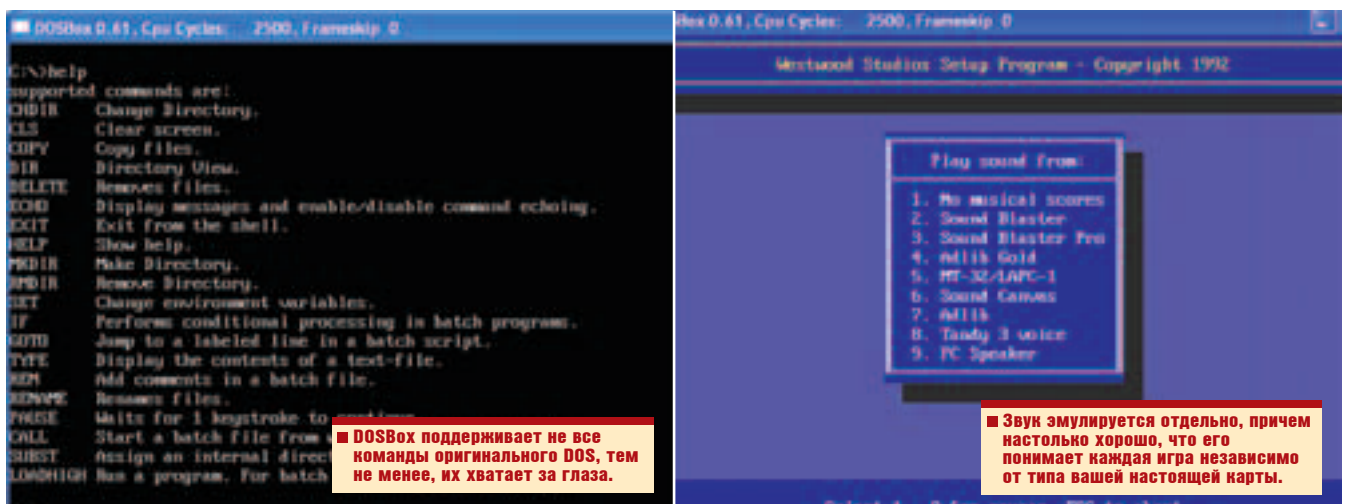 DOSBox 0.61, Cpu Cycles: 2500, Frameskip 0
C:\>help
supported commands are:
CHDIR Change Directory.
CLS Clear screen.
COPY Copy files.
DIR Directory View.
DELETE Removes files.
ECHO Display messages and enable/disable command echoing.
EXIT Exit from the shell.
HELP Show help.
MKDIR Make Directory.
RMDIR Remove Directory.
SET Change environment variables.
IF Performs conditional processing in batch programs.
GOTO Jump to a labeled line in a batch script.
TYPE Display the contents of a text-file.
REM Add comments in a batch file.
RENAME Renames files.
PAUSE Waits for 1 keystroke to continue
CALL Start a batch file from
SUBST Assign an internal direct
LOADHIGH Run a program. For batch
DOSBox поддерживает не все
команды оригинального DOS, тем
не менее, их хватает за глаза.
Box 0.61, Cpu Cycles: 2500, Frameskip 0
Westwood Studios Setup Program - Copyright 1992
Play sound from:
1. No musical scores
2. Sound Blaster
3. Sound Blaster Pro
4. Adlib Gold
5. MT-32/LAPC-1
6. Sound Canvas
7. Adlib
8. Tandy 3 voice
9. PC Speaker
Звук эмулируется отдельно, причем
настолько хорошо, что его
понимает каждая игра независимо
от типа вашей настоящей карты.